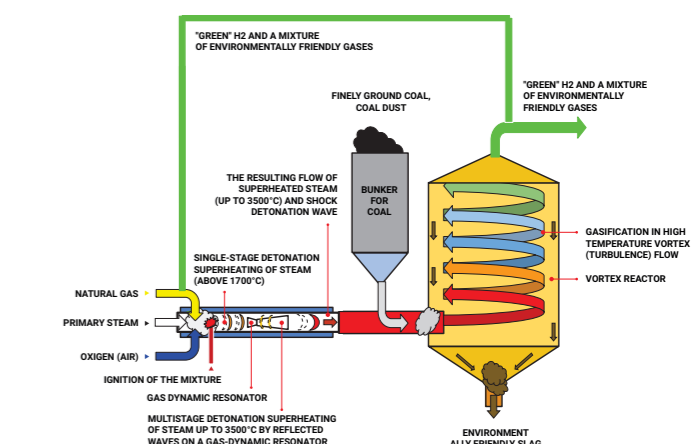 "GREEN" H2 AND A MIXTURE
OF ENVIRONMENTALLY FRIENDLY GASES
"GREEN" H2 AND A MIXTURE
OF ENVIRONMENTALLY
FRIENDLY GASES
FINELY GROUND COAL,
COAL DUST
THE RESULTING FLOW OF
SUPERHEATED STEAM
(UP TO 3500°C) AND SHOCK
DETONATION WAVE
BUNKER
FOR
COAL
GASIFICATION IN HIGH
TEMPERATURE VORTEX
(TURBULENCE) FLOW
SINGLE-STAGE DETONATION
SUPERHEATING OF STEAM
(ABOVE 1700°C)
VORTEX REACTOR
NATURAL GAS
PRIMARY STEAM
OXIGEN (AIR)
IGNITION OF THE MIXTURE
GAS DYNAMIC RESONATOR
MULTISTAGE DETONATION SUPERHEATING
OF STEAM UP TO 3500°C BY REFLECTED
WAVES ON A GAS-DYNAMIC RESONATOR
ENVIRONMENT
ALLY FRIENDLY SLAG